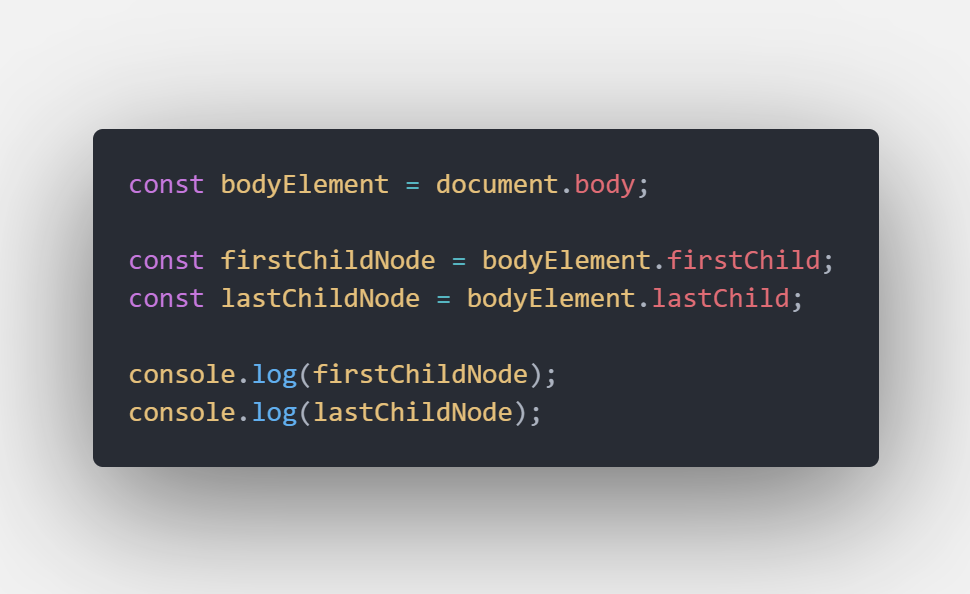 const bodyElement = document.body;
const firstChildNode = bodyElement.firstChild;
const lastChildNode = bodyElement.lastChild;
console.log(firstChildNode);
console.log(lastChildNode);